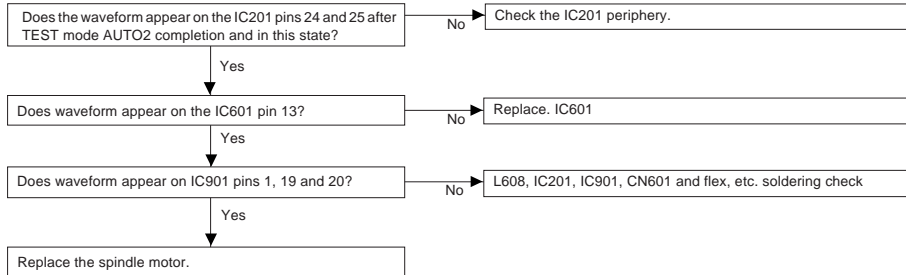 Does the waveform appear on the IC201 pins 24 and 25 after
TEST mode AUTO2 completion and in this state?
No
Check the IC201 periphery.
Yes
Does waveform appear on the IC601 pin 13?
No
Replace. IC601
Yes
Does waveform appear on IC901 pins 1, 19 and 20?
No
L608, IC201, IC901, CN601 and flex, etc. soldering check
Yes
Replace the spindle motor.